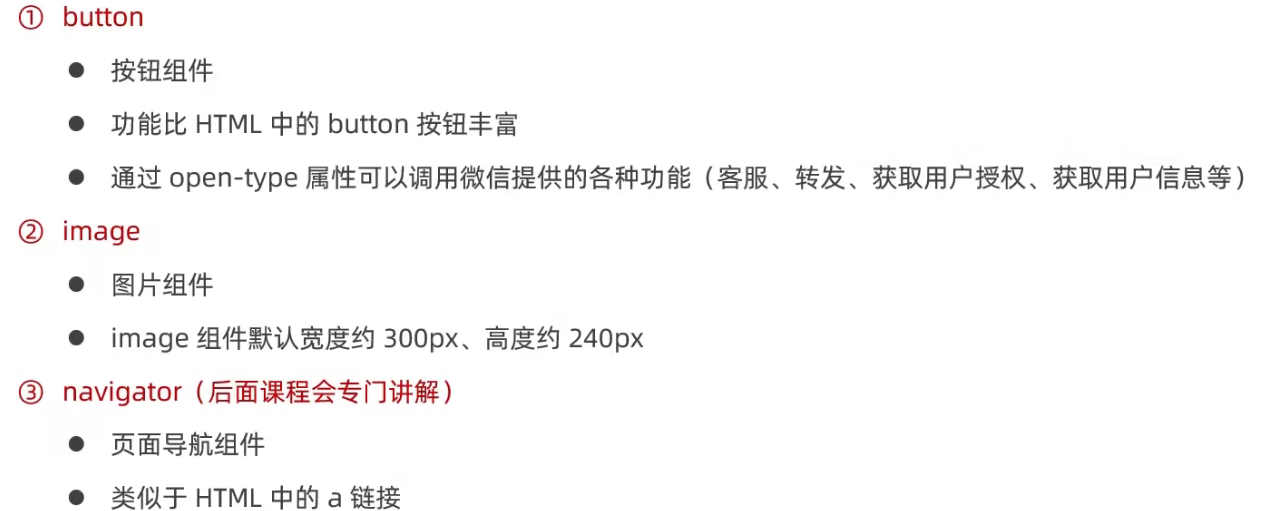 ① button
● 按钮组件
● 功能比 HTML 中的 button 按钮丰富
● 通过 open-type 属性可以调用微信提供的各种功能（客服、转发、获取用户授权、获取用户信息等）
② image
● 图片组件
● image 组件默认宽度约 300px、高度约 240px
③ navigator（后面课程会专门讲解）
● 页面导航组件
● 类似于 HTML 中的 a 链接